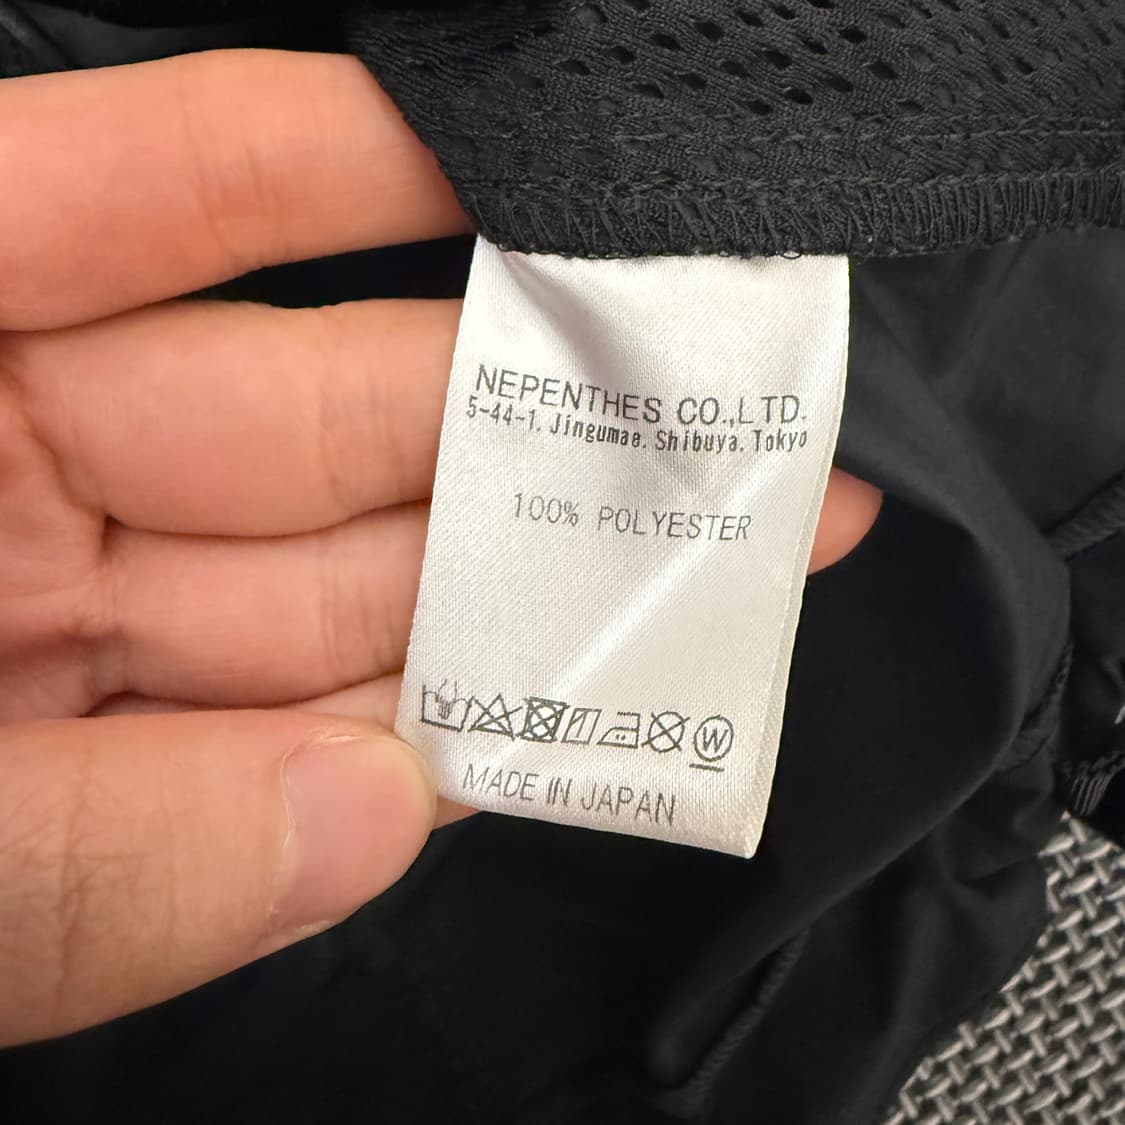 NEPENTHES CO.,LTD.
5-44-1. Jingumae. Shibuya. Tokyo
100% POLYESTER
W
MADE IN JAPAN